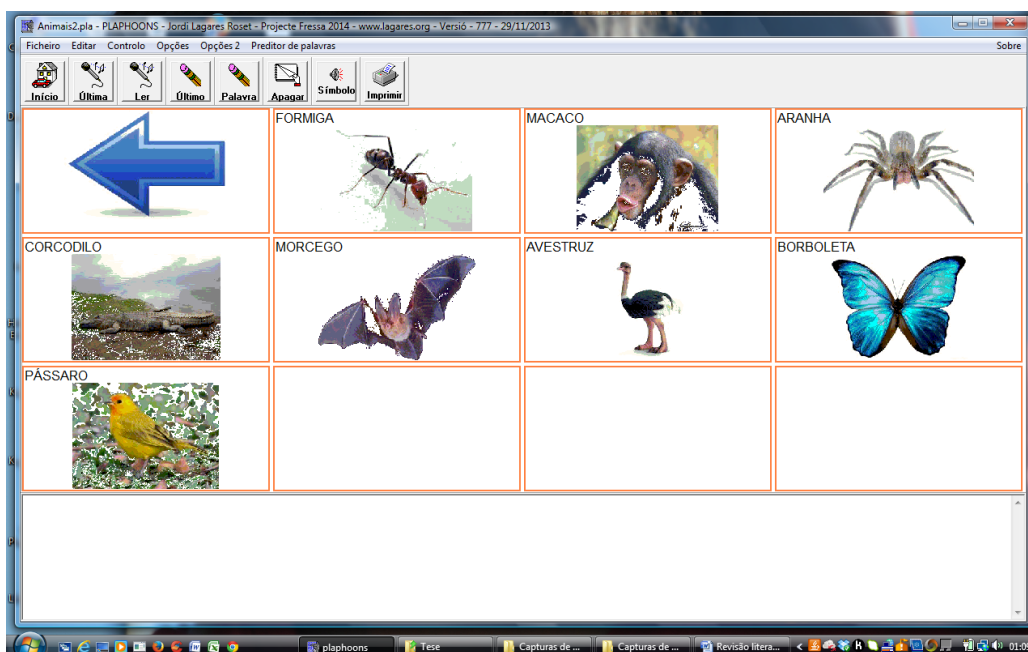 Animais2.pla - PLAPHOONS - Jordi Lagares Roset - Projecte Fressa 2014 - www.lagares.org - Versió - 777 - 29/11/2013
Ficheiro Editar Controlo Opções Opções 2 Preditor de palavras Sobre
Início Última Ler Último Palavra Apagar Símbolo Imprimir
FORMIGA MACACO ARANHA
CORCODILO MORCEGO AVESTRUZ BORBOLETA
PÁSSARO
plaphoons Tese Capturas de ... Capturas de ... Revisão litera...